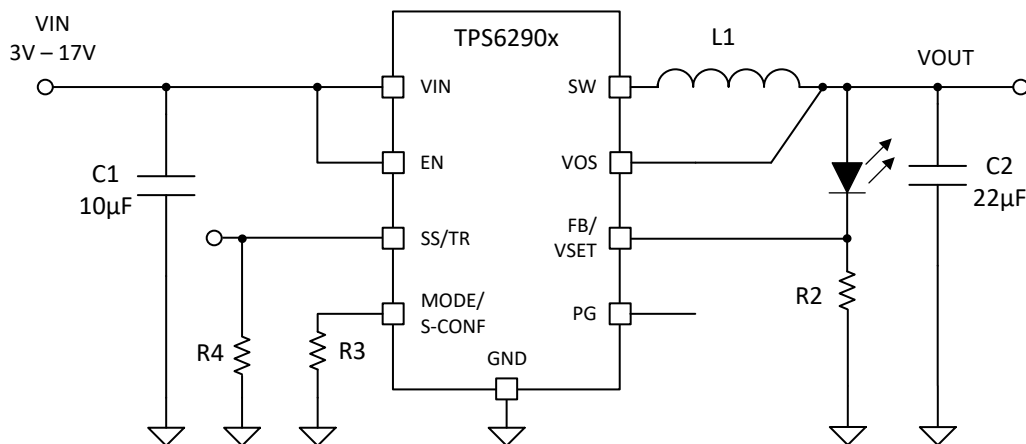 VIN
3V – 17V
TPS6290x
L1
VOUT
VIN
SW
EN
VOS
C1
10µF
C2
22µF
SS/TR
FB/
VSET
R2
MODE/
S-CONF
PG
R4
R3
GND